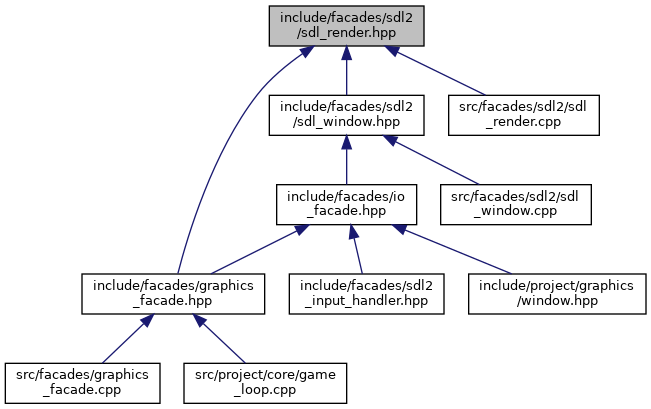 include/facades/sdl2
/sdl_render.hpp
include/facades/sdl2
/sdl_window.hpp
src/facades/sdl2/sdl
_render.cpp
include/facades/io
_facade.hpp
src/facades/sdl2/sdl
_window.cpp
include/facades/graphics
_facade.hpp
include/facades/sdl2
_input_handler.hpp
include/project/graphics
/window.hpp
src/facades/graphics
_facade.cpp
src/project/core/game
_loop.cpp